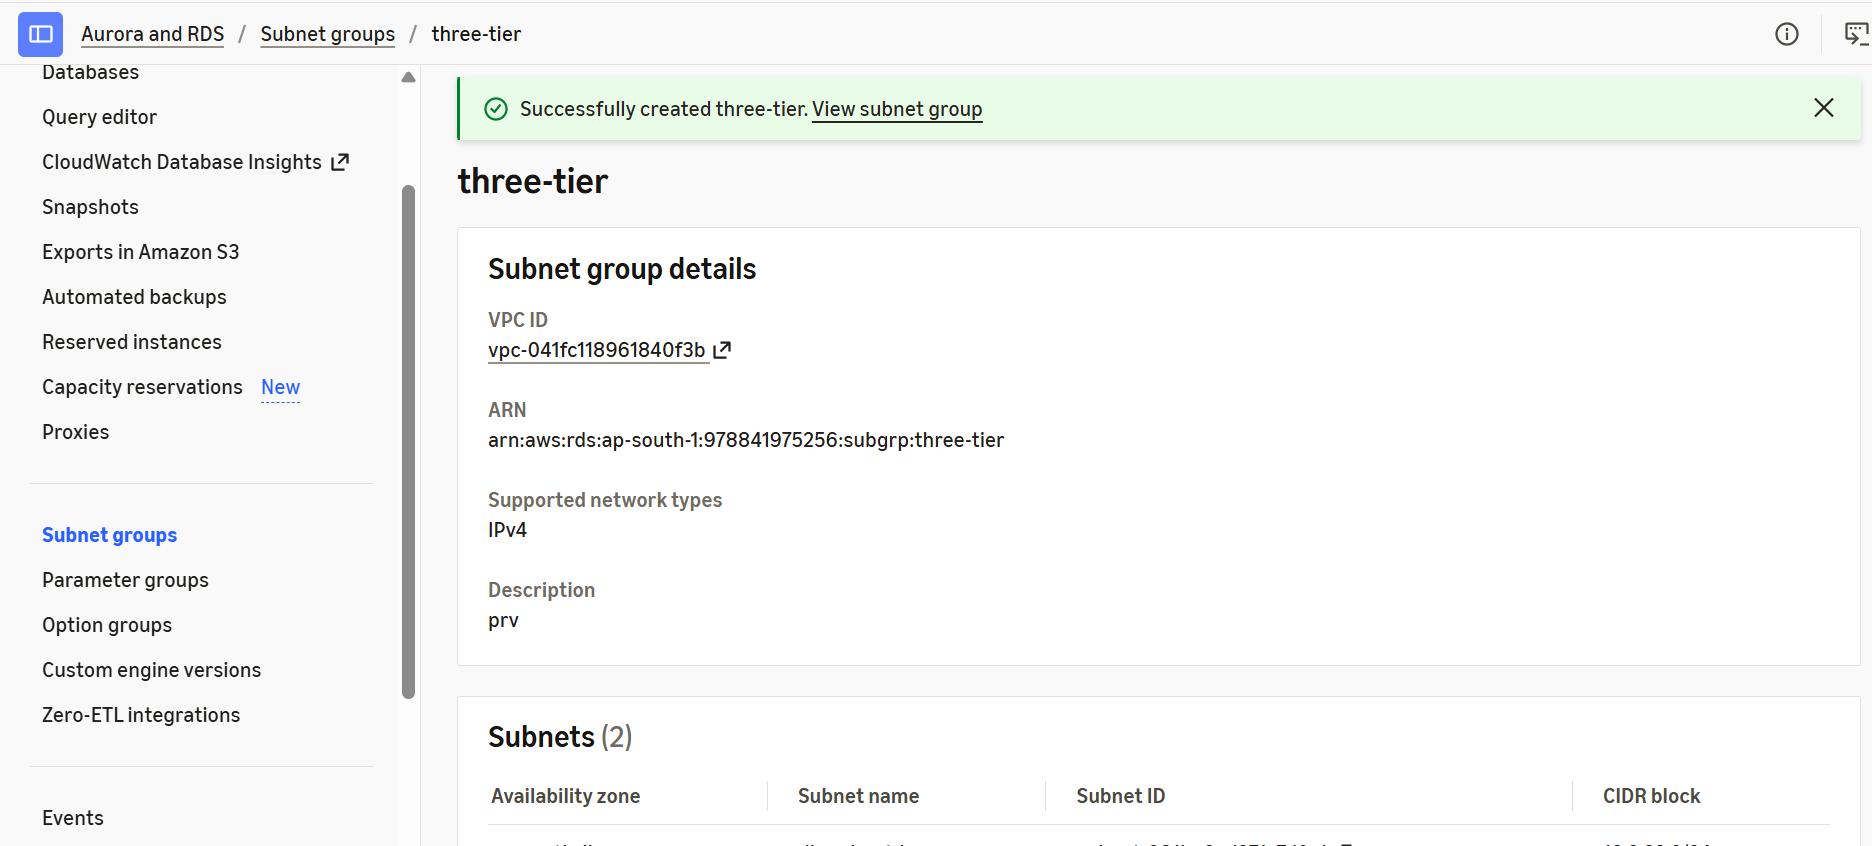 Aurora and RDS / Subnet groups / three-tier
Databases
Query editor
CloudWatch Database Insights
Snapshots
Exports in Amazon S3
Automated backups
Reserved instances
Capacity reservations New
Proxies
Subnet groups
Parameter groups
Option groups
Custom engine versions
Zero-ETL integrations
Events
Successfully created three-tier. View subnet group
three-tier
Subnet group details
VPC ID
vpc-041fc118961840f3b
ARN
arn:aws:rds:ap-south-1:978841975256:subgrp:three-tier
Supported network types
IPv4
Description
prv
Subnets (2)
Availability zone Subnet name Subnet ID CIDR block